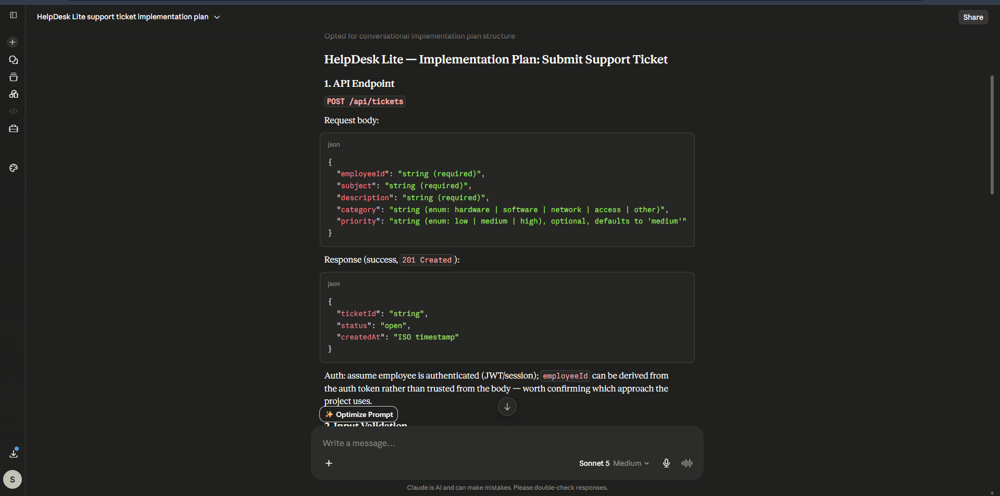 HelpDesk Lite support ticket implementation plan
Share
Opted for conversational implementation plan structure
HelpDesk Lite — Implementation Plan: Submit Support Ticket
1. API Endpoint
POST /api/tickets
Request body:
json
{
"employeeId": "string (required)",
"subject": "string (required)",
"description": "string (required)",
"category": "string (enum: hardware | software | network | access | other)",
"priority": "string (enum: low | medium | high), optional, defaults to 'medium'"
}
Response (success, 201 Created):
json
{
"ticketId": "string",
"status": "open",
"createdAt": "ISO timestamp"
}
Auth: assume employee is authenticated (JWT/session); employeeId can be derived from
the auth token rather than trusted from the body — worth confirming which approach the
project uses.
✨ Optimize Prompt
2. Input Validation
Write a message…
Sonnet 5 Medium
S
Claude is AI and can make mistakes. Please double-check responses.